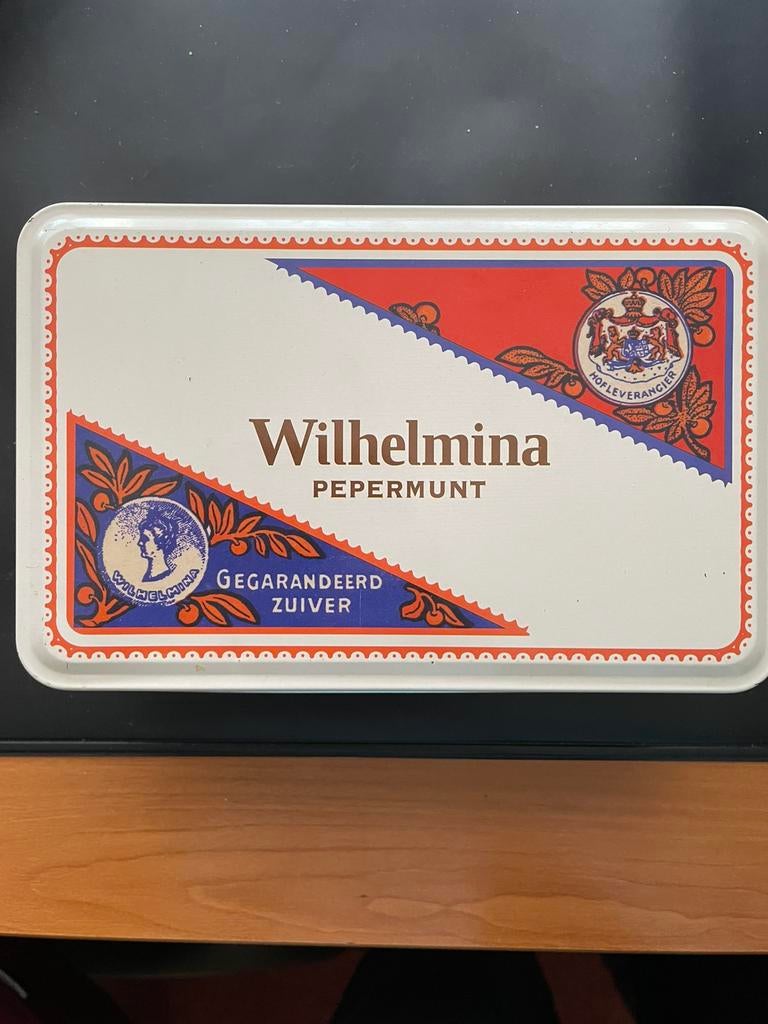 HOFLEVERANCIER
Wilhelmina
PEPERMUNT
WILHELMINA
GEGARANDEERD
ZUIVER